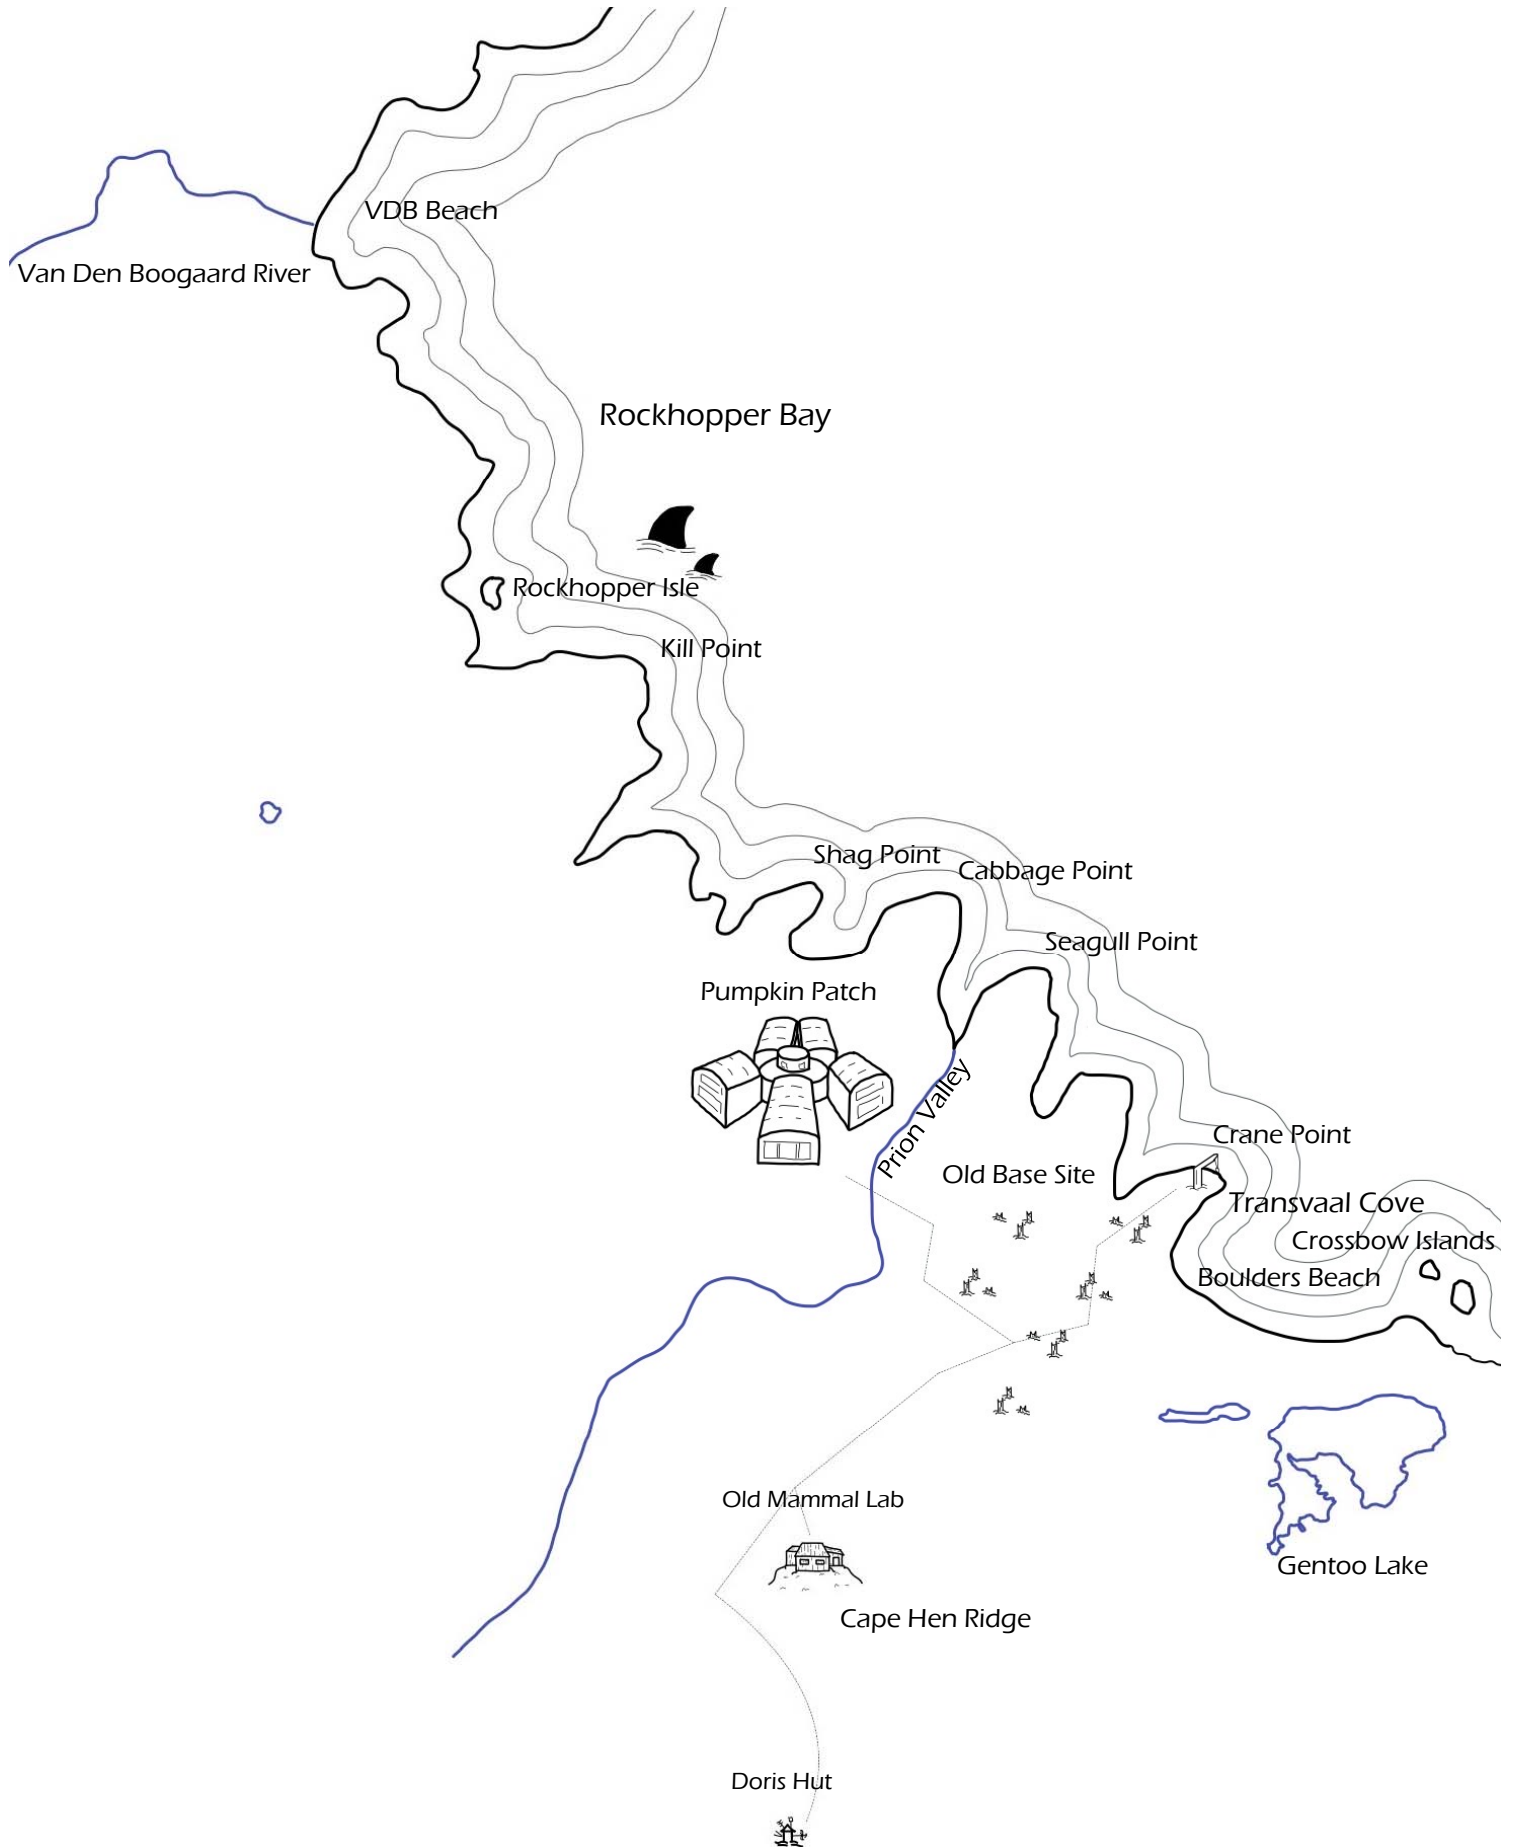 VDB Beach
Van Den Boogaard River
Rockhopper Bay
Rockhopper Isle
Kill Point
Shag Point
Cabbage Point
Seagull Point
Pumpkin Patch
Prion Valley
Crane Point
Old Base Site
Transvaal Cove
Crossbow Islands
Boulders Beach
Old Mammal Lab
Gentoo Lake
Cape Hen Ridge
Doris Hut